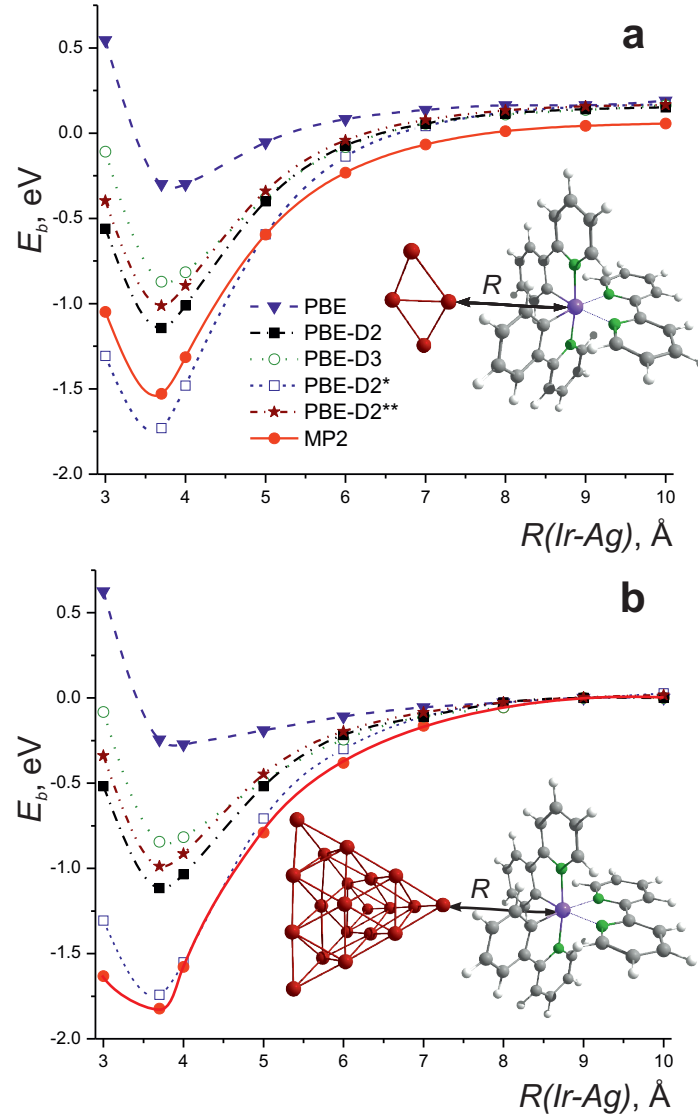 a
0.5
0.0
-0.5
-1.0
-1.5
-2.0
E_b, eV
R
PBE
PBE-D2
PBE-D3
PBE-D2*
PBE-D2**
MP2
3 4 5 6 7 8 9 10
R(Ir-Ag), Å
b
0.5
0.0
-0.5
-1.0
-1.5
-2.0
E_b, eV
R
3 4 5 6 7 8 9 10
R(Ir-Ag), Å